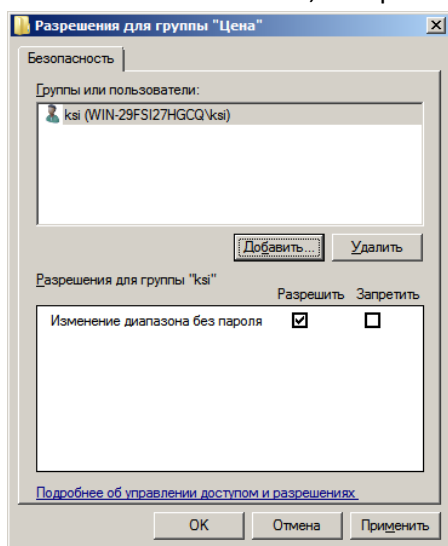 Разрешения для группы "Цена"
Безопасность
Группы или пользователи:
ksi (WIN-29FSI27HGCQ\ksi)
Добавить... Удалить
Разрешения для группы "ksi"
Разрешить Запретить
Изменение диапазона без пароля
Подробнее об управлении доступом и разрешениях
OK Отмена Применить